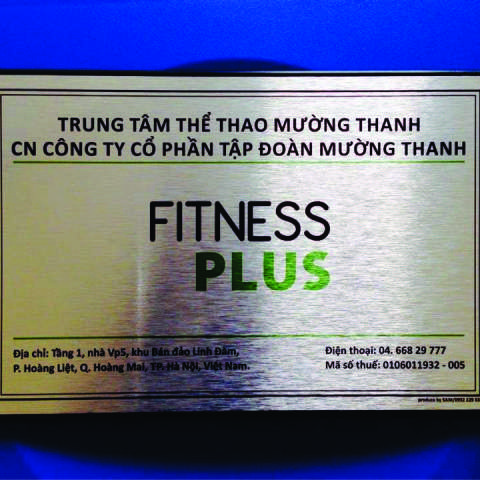 TRUNG TÂM THỂ THAO MƯỜNG THANH
CN CÔNG TY CỔ PHẦN TẬP ĐOÀN MƯỜNG THANH
FITNESS
PLUS
Địa chỉ: Tầng 1, nhà Vp5, khu Bán đảo Linh Đàm,
P. Hoàng Liệt, Q. Hoàng Mai, TP. Hà Nội, Việt Nam.
Điện thoại: 04. 668 29 777
Mã số thuế: 0106011932 - 005
produce by